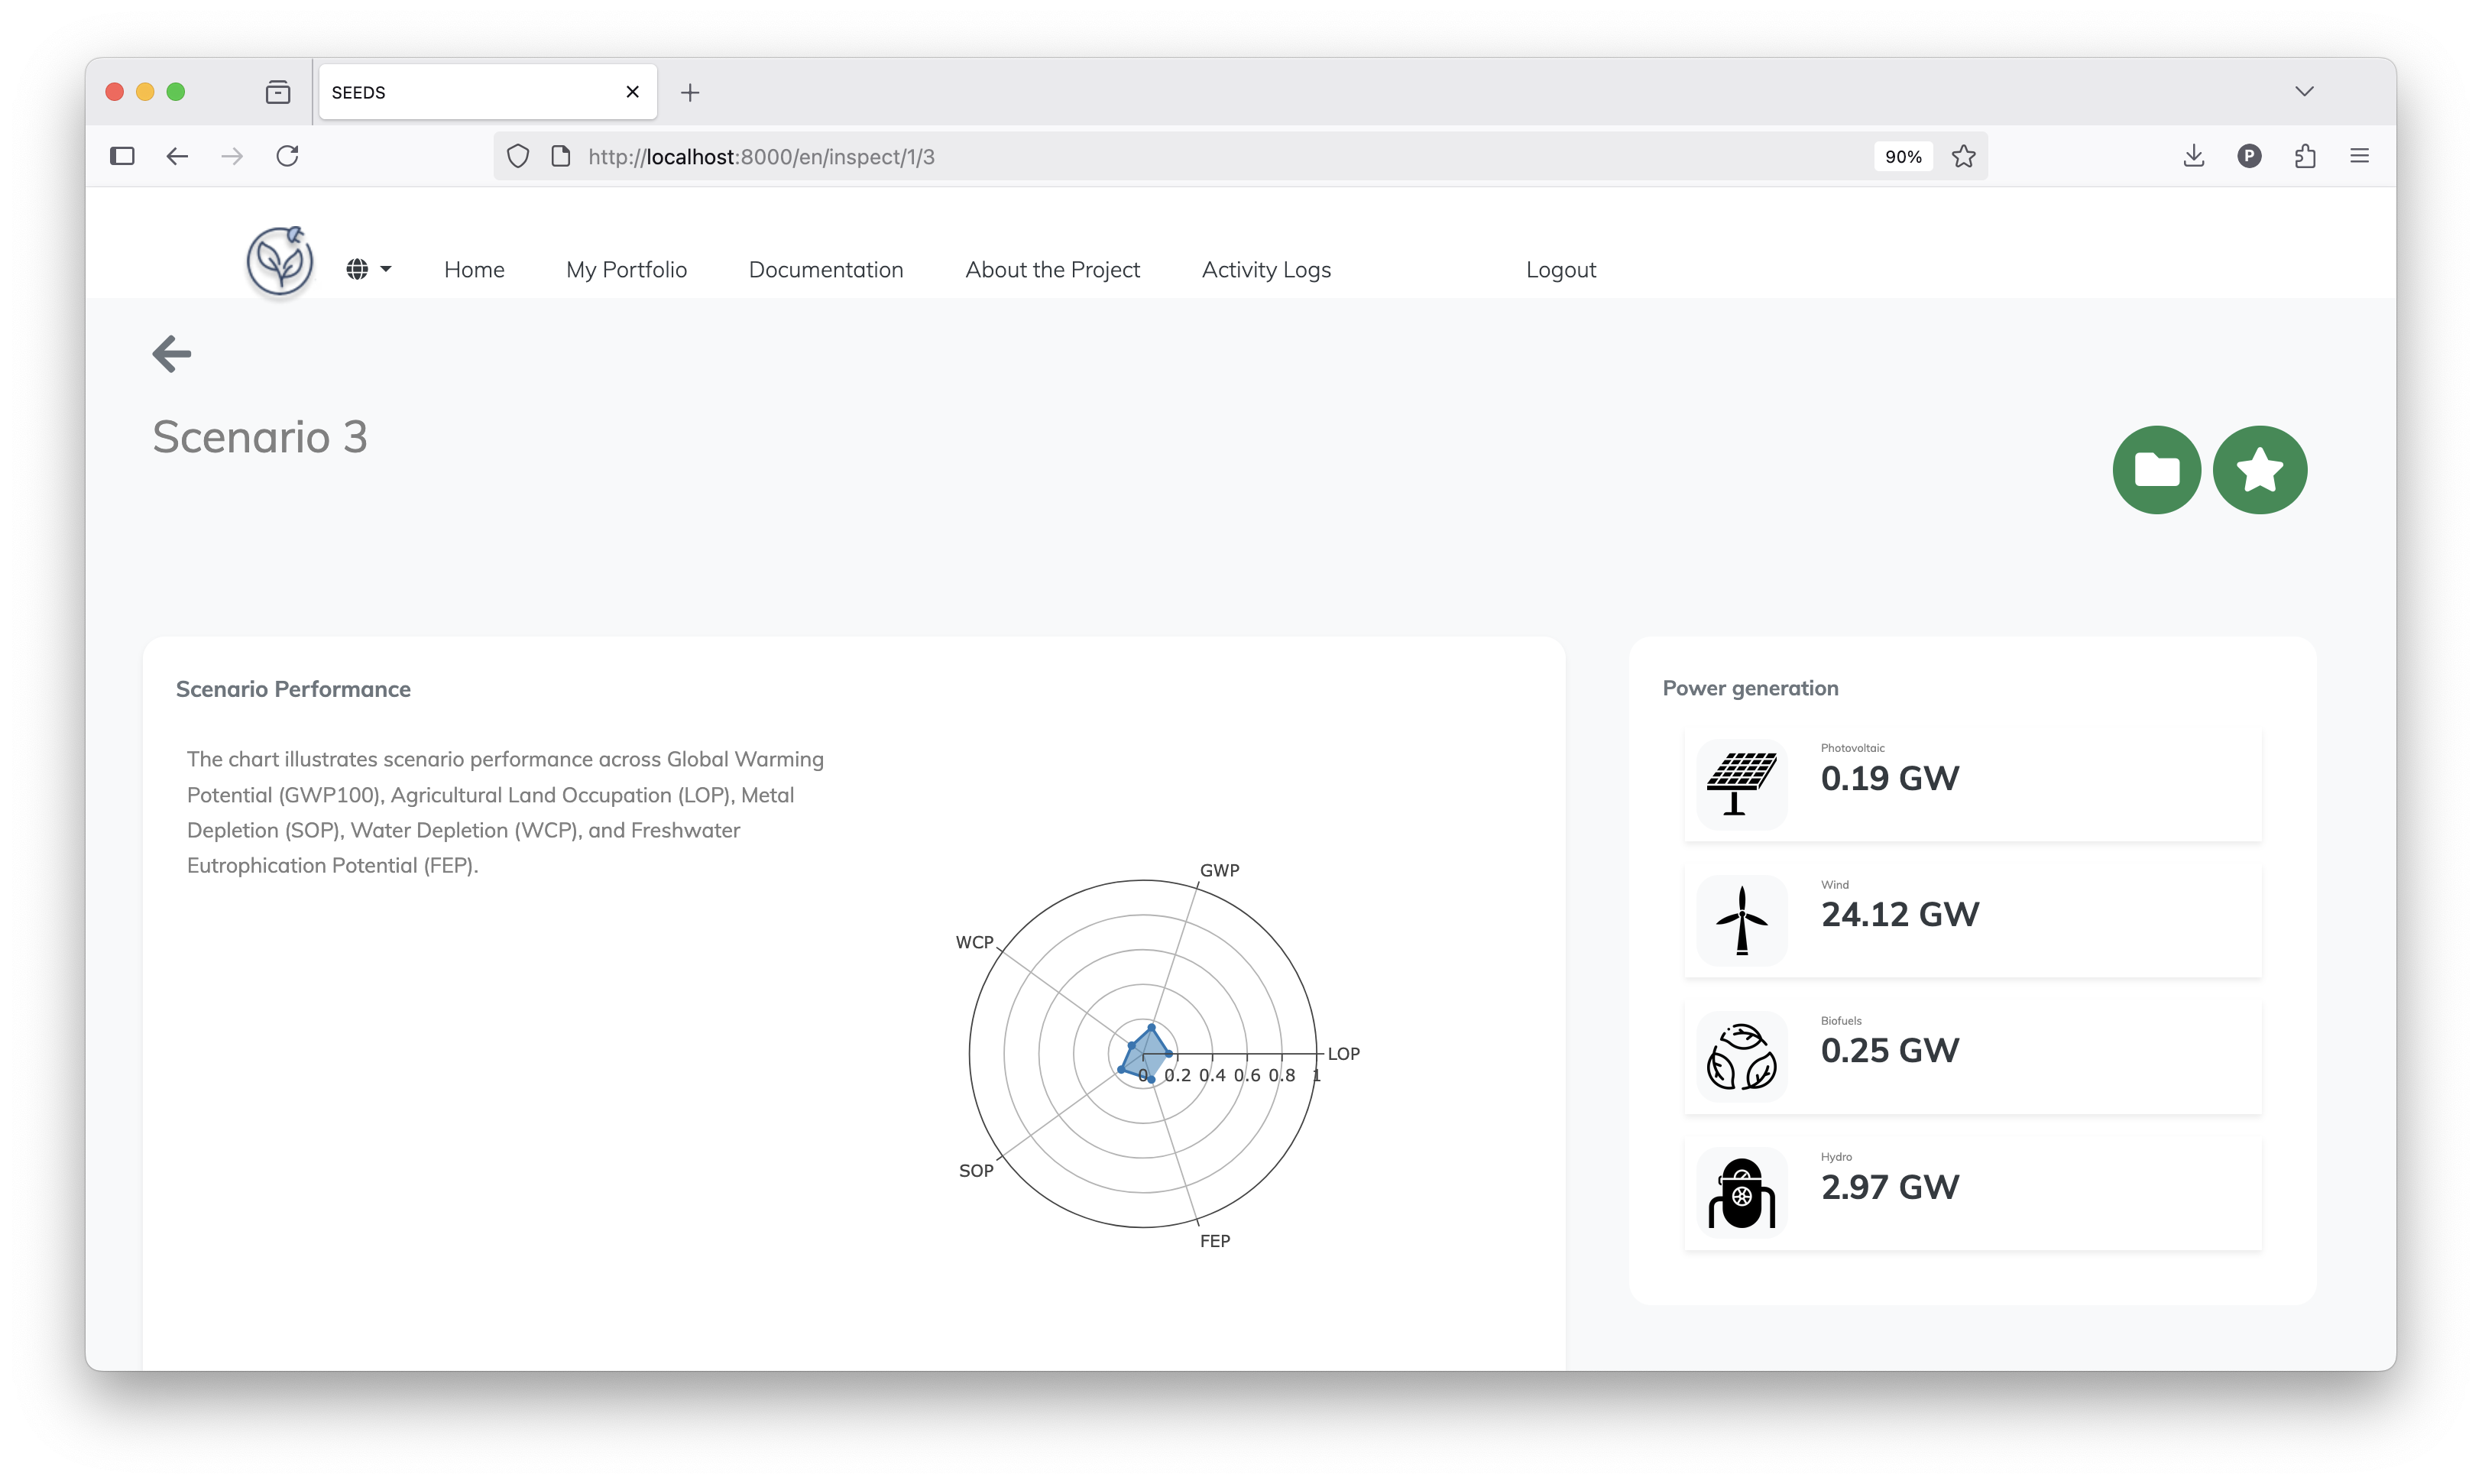 SEEDS
http://localhost:8000/en/inspect/1/3
90%
P
Home
My Portfolio
Documentation
About the Project
Activity Logs
Logout
Scenario 3
Scenario Performance
The chart illustrates scenario performance across Global Warming
Potential (GWP100), Agricultural Land Occupation (LOP), Metal
Depletion (SOP), Water Depletion (WCP), and Freshwater
Eutrophication Potential (FEP).
GWP
WCP
LOP
0 0.2 0.4 0.6 0.8 1
SOP
FEP
Power generation
Photovoltaic
0.19 GW
Wind
24.12 GW
Biofuels
0.25 GW
Hydro
2.97 GW